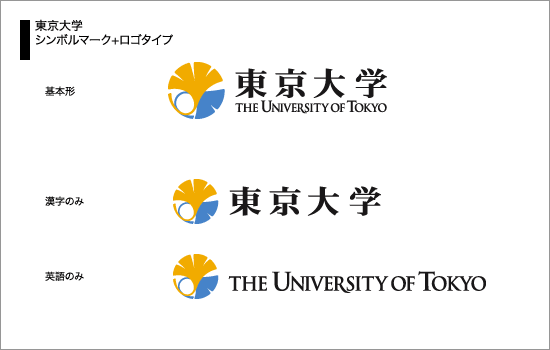 東京大学
シンボルマーク+ロゴタイプ
基本形
東京大学
THE UNIVERSITY OF TOKYO
漢字のみ
東京大学
英語のみ
THE UNIVERSITY OF TOKYO